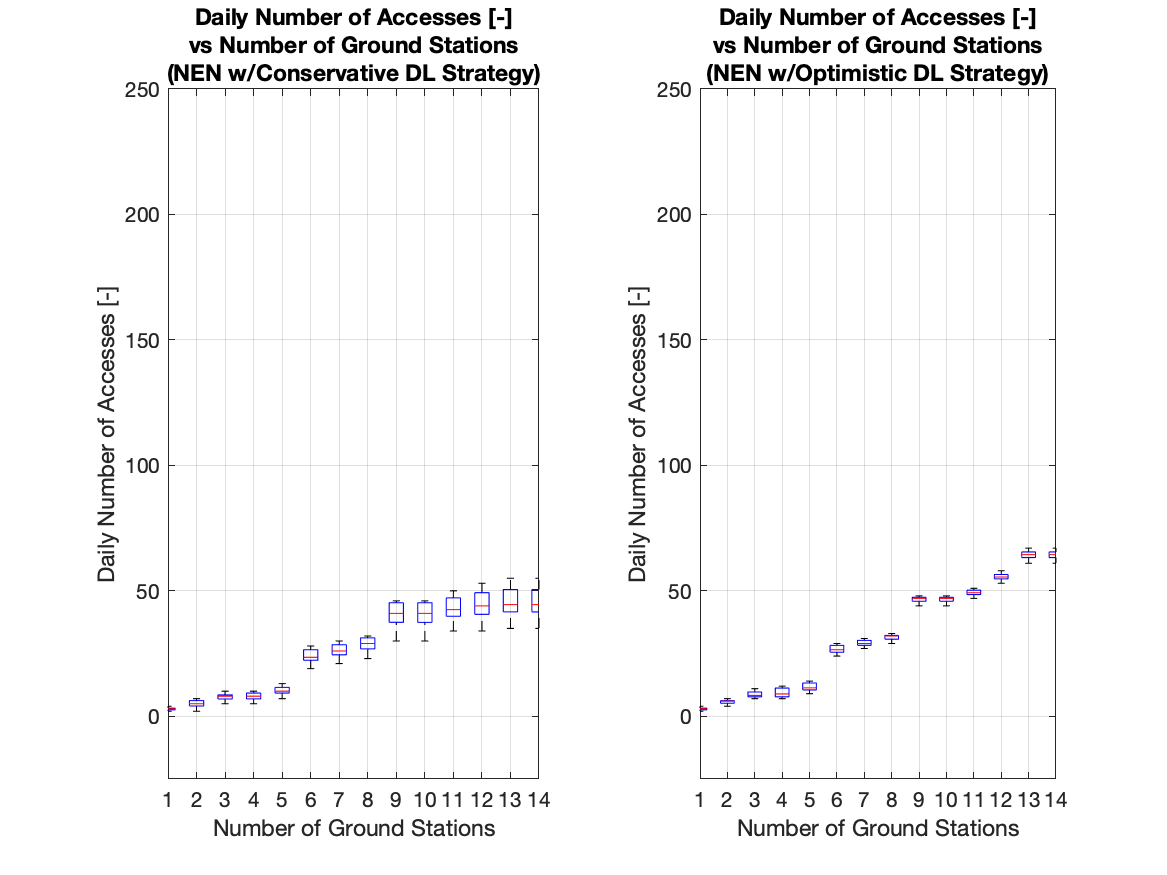 Daily Number of Accesses [-]
vs Number of Ground Stations
(NEN w/Conservative DL Strategy)
250
200
150
100
50
0
Daily Number of Accesses [-]
1 2 3 4 5 6 7 8 9 10 11 12 13 14
Number of Ground Stations
Daily Number of Accesses [-]
vs Number of Ground Stations
(NEN w/Optimistic DL Strategy)
250
200
150
100
50
0
Daily Number of Accesses [-]
1 2 3 4 5 6 7 8 9 10 11 12 13 14
Number of Ground Stations